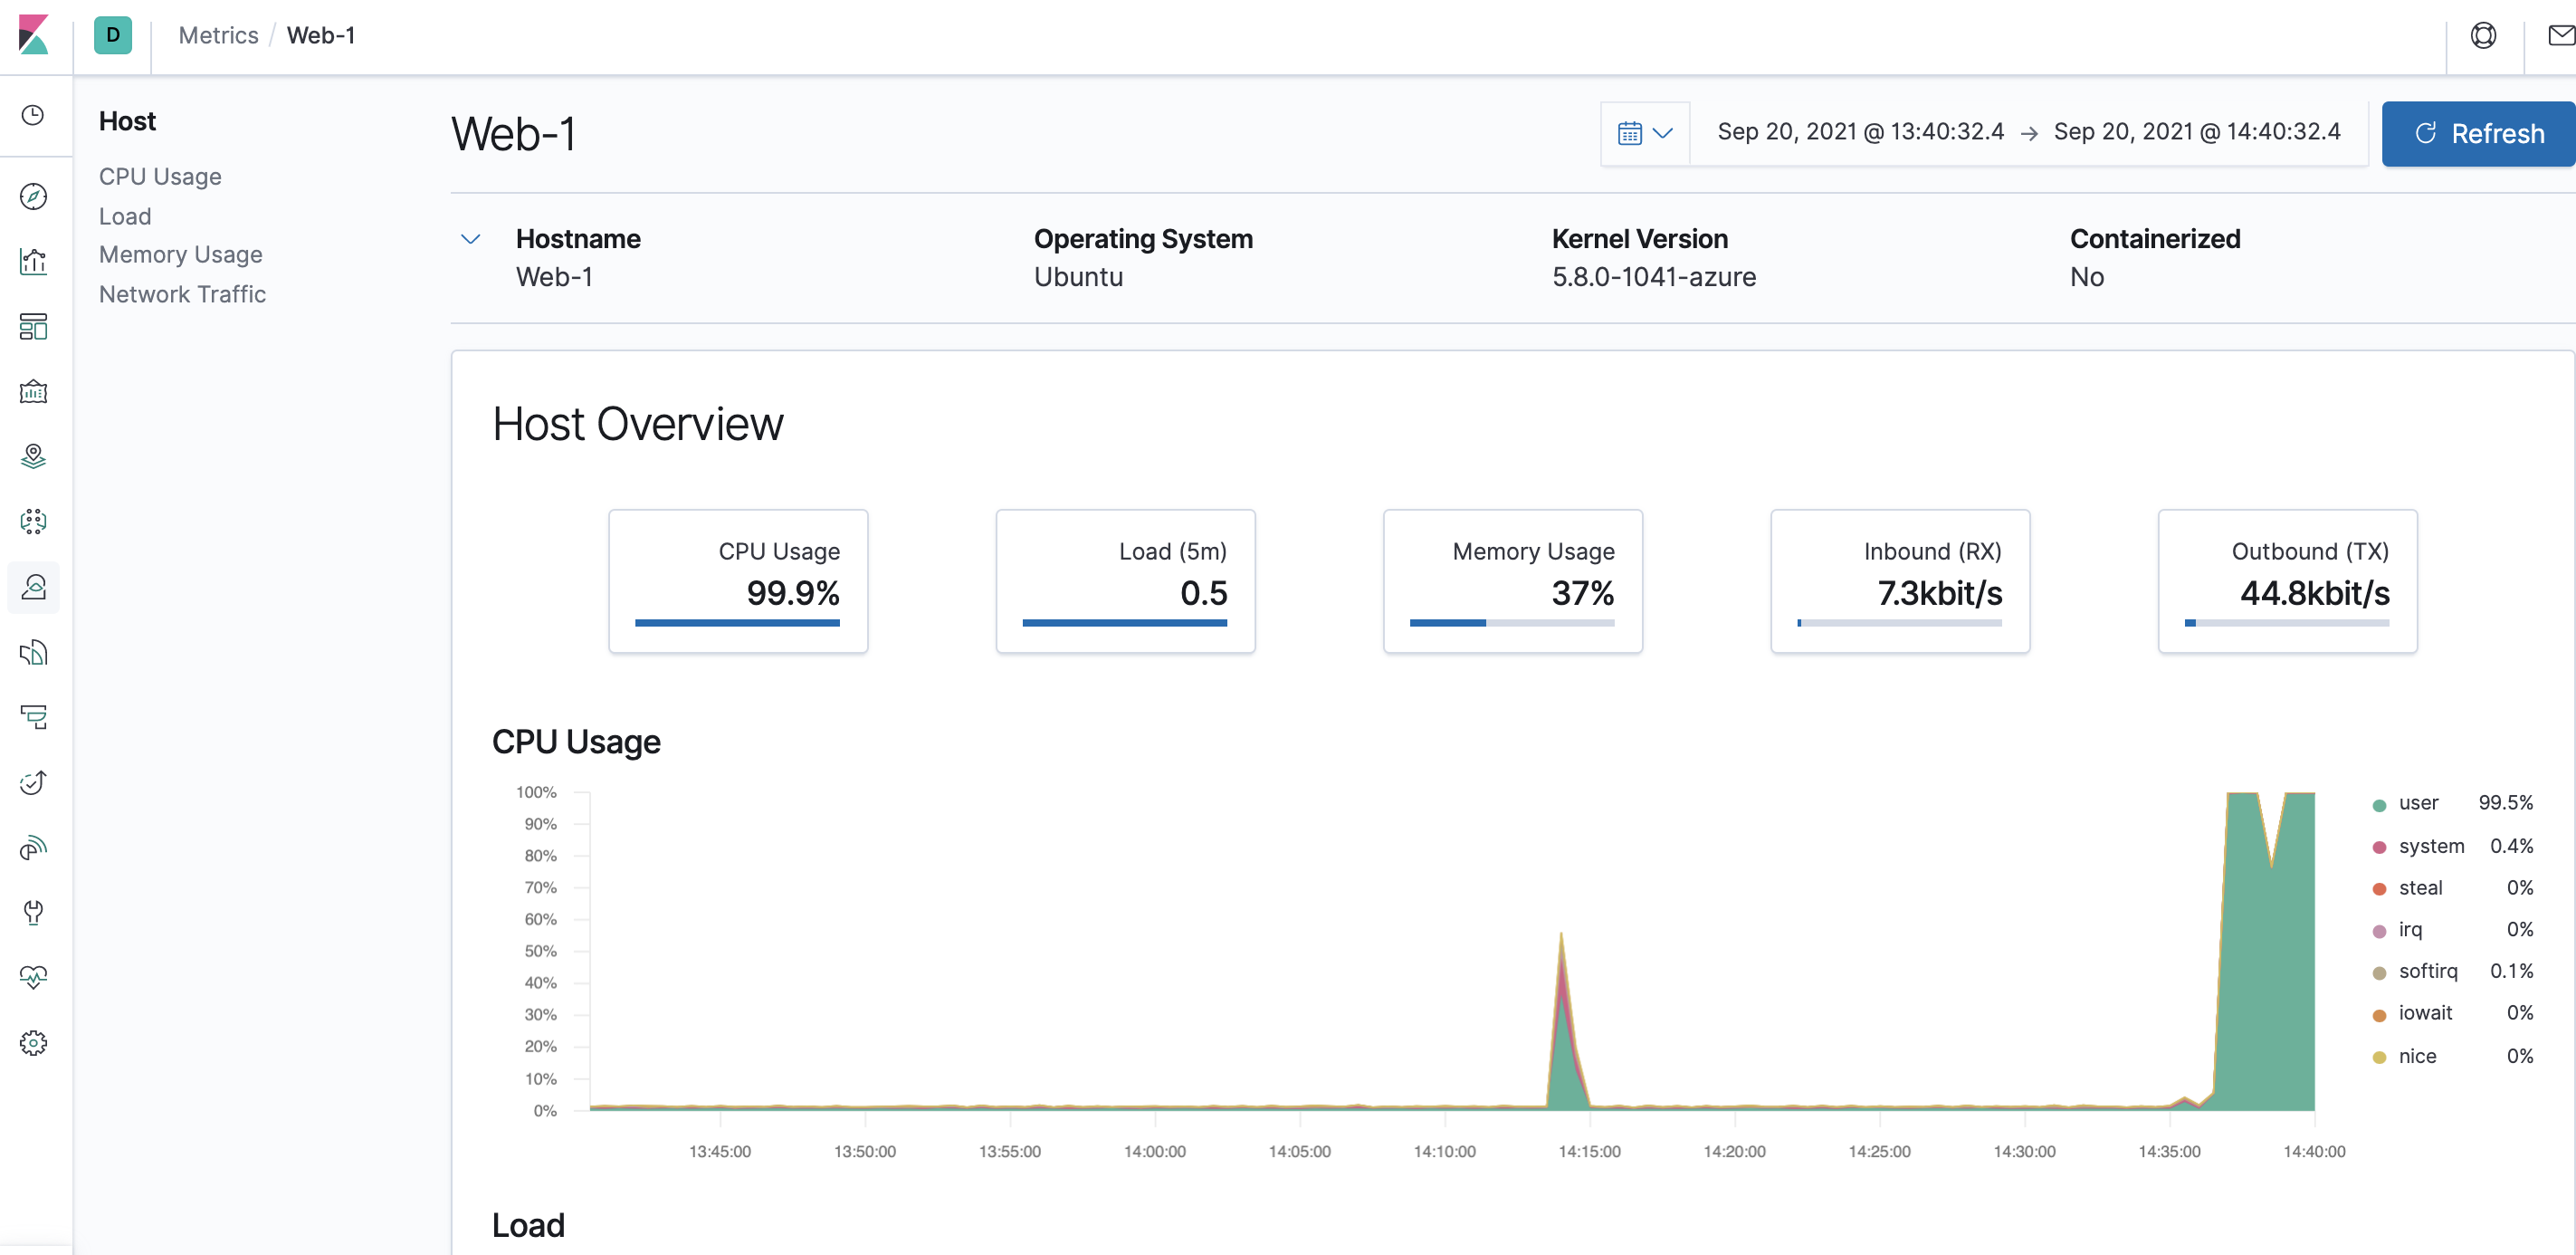 D Metrics / Web-1
Host
CPU Usage
Load
Memory Usage
Network Traffic
Web-1
Sep 20, 2021 @ 13:40:32.4 → Sep 20, 2021 @ 14:40:32.4 Refresh
Hostname Operating System Kernel Version Containerized
Web-1 Ubuntu 5.8.0-1041-azure No
Host Overview
CPU Usage Load (5m) Memory Usage Inbound (RX) Outbound (TX)
99.9% 0.5 37% 7.3kbit/s 44.8kbit/s
CPU Usage
100%
90%
80%
70%
60%
50%
40%
30%
20%
10%
0%
13:45:00 13:50:00 13:55:00 14:00:00 14:05:00 14:10:00 14:15:00 14:20:00 14:25:00 14:30:00 14:35:00 14:40:00
user 99.5%
system 0.4%
steal 0%
irq 0%
softirq 0.1%
iowait 0%
nice 0%
Load